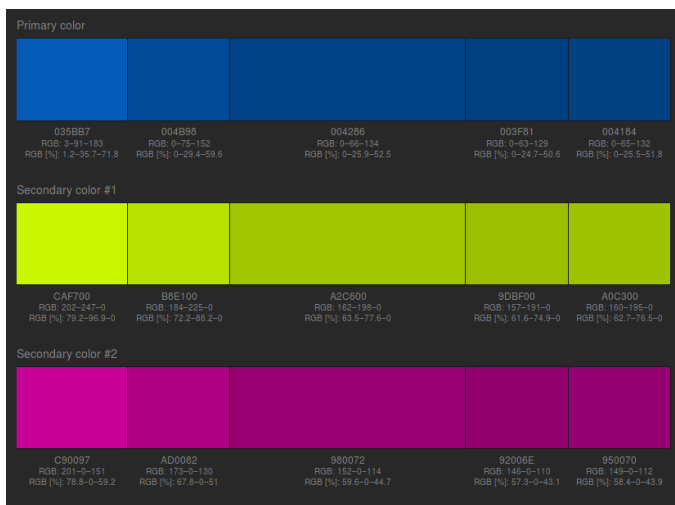 Primary color
035BB7 004B98 004286 003F81 004184
RGB: 3–91–183 RGB: 0–75–152 RGB: 0–66–134 RGB: 0–63–129 RGB: 0–65–132
RGB [%]: 1.2–35.7–71.8 RGB [%]: 0–29.4–59.6 RGB [%]: 0–25.9–52.5 RGB [%]: 0–24.7–50.6 RGB [%]: 0–25.5–51.8
Secondary color #1
CAF700 B8E100 A2C600 9DBF00 A0C300
RGB: 202–247–0 RGB: 184–225–0 RGB: 162–198–0 RGB: 157–191–0 RGB: 160–195–0
RGB [%]: 79.2–96.9–0 RGB [%]: 72.2–88.2–0 RGB [%]: 63.5–77.6–0 RGB [%]: 61.6–74.9–0 RGB [%]: 62.7–76.5–0
Secondary color #2
C90097 AD0082 980072 92006E 950070
RGB: 201–0–151 RGB: 173–0–130 RGB: 152–0–114 RGB: 146–0–110 RGB: 149–0–112
RGB [%]: 78.8–0–59.2 RGB [%]: 67.8–0–51 RGB [%]: 59.6–0–44.7 RGB [%]: 57.3–0–43.1 RGB [%]: 58.4–0–43.9